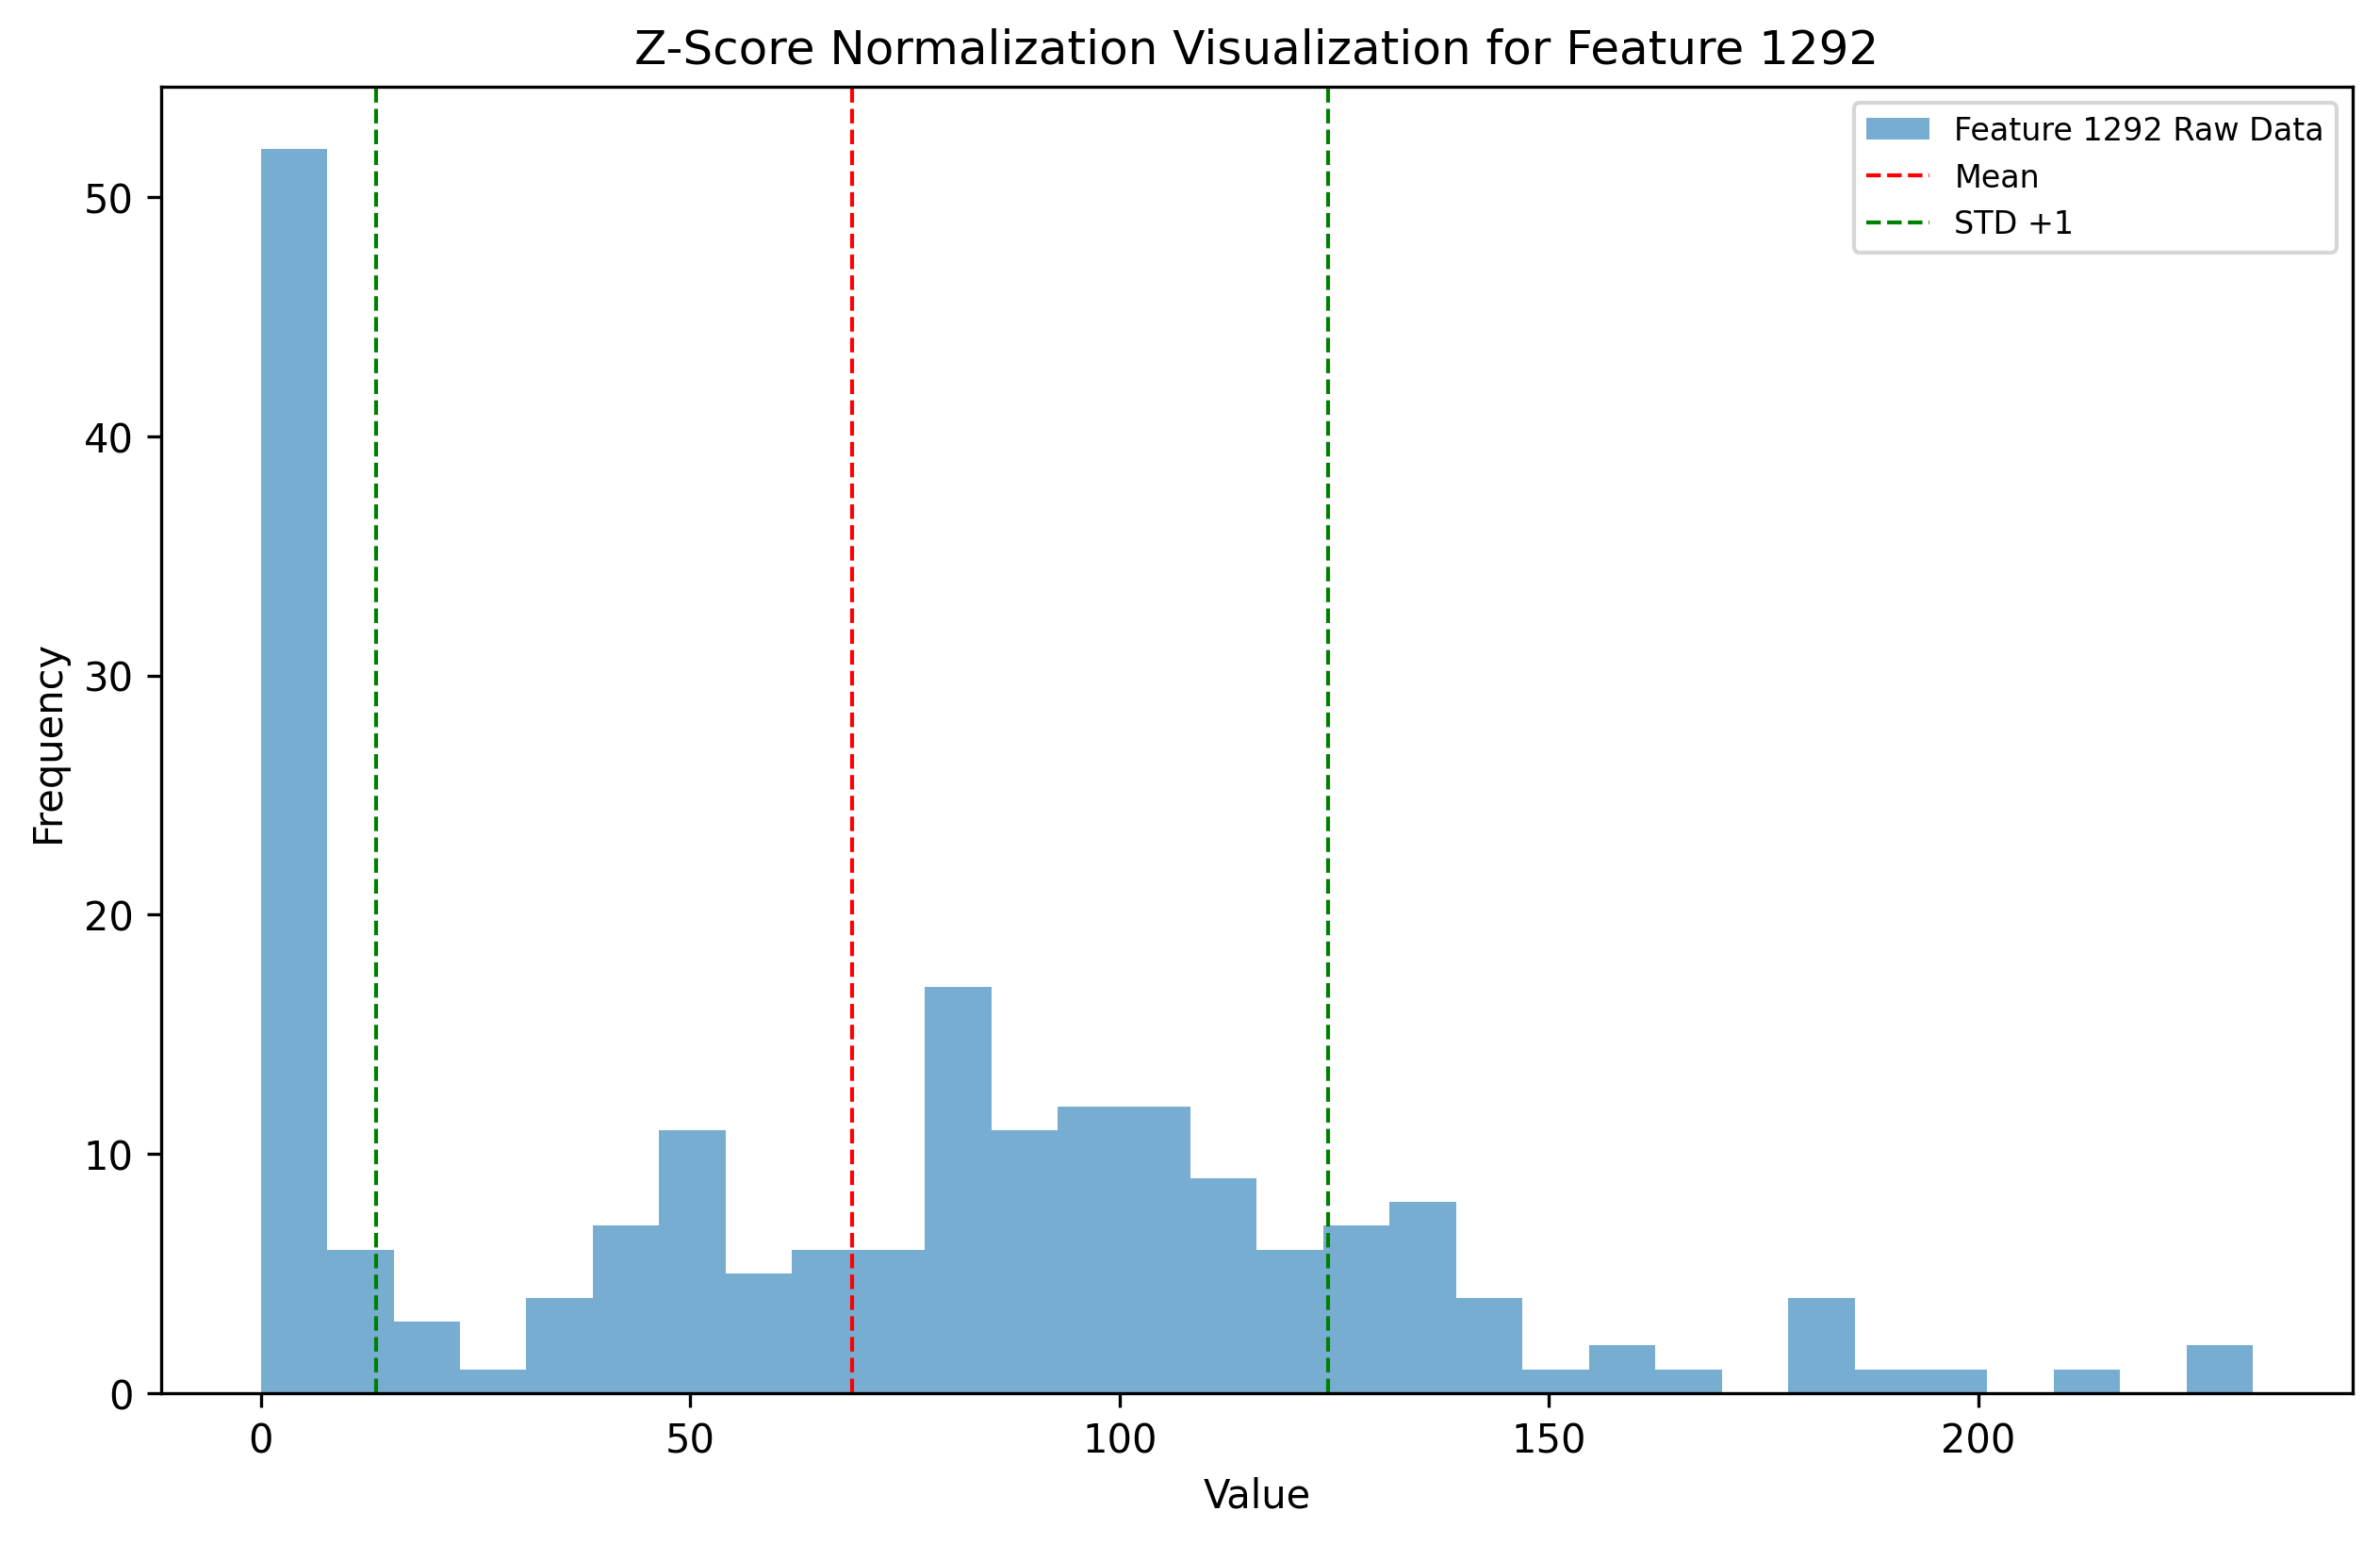 Z-Score Normalization Visualization for Feature 1292
Feature 1292 Raw Data
Mean
STD +1
Frequency
50
40
30
20
10
0
0 50 100 150 200
Value